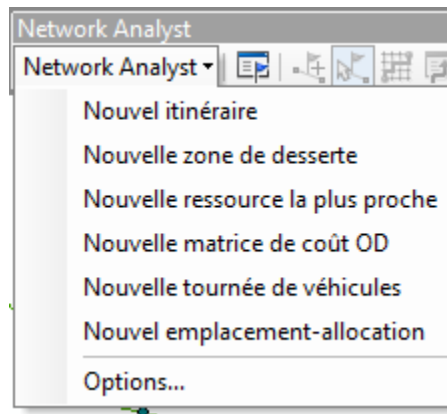 Network Analyst
Network Analyst
Nouvel itinéraire
Nouvelle zone de desserte
Nouvelle ressource la plus proche
Nouvelle matrice de coût OD
Nouvelle tournée de véhicules
Nouvel emplacement-allocation
Options...